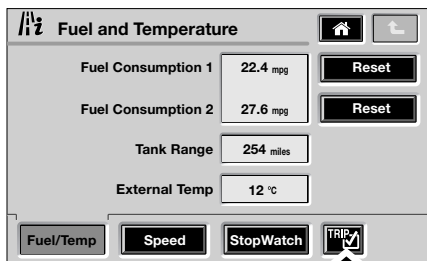 Fuel and Temperature
Fuel Consumption 1 22.4 mpg Reset
Fuel Consumption 2 27.6 mpg Reset
Tank Range 254 miles
External Temp 12 °C
Fuel/Temp Speed StopWatch TRIP